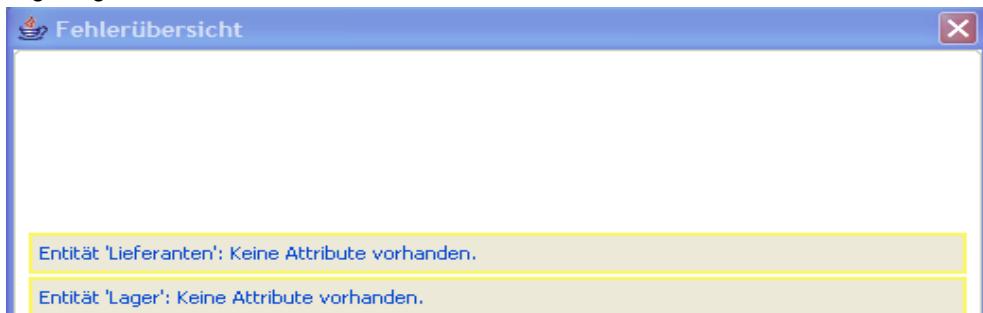 Fehlerübersicht
Entität 'Lieferanten': Keine Attribute vorhanden.
Entität 'Lager': Keine Attribute vorhanden.